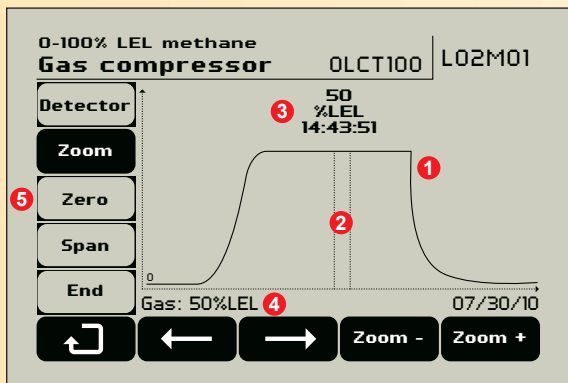 0-100% LEL methane
Gas compressor
OLCT100
L02M01
Detector
Zoom
Zero
Span
End
50
%LEL
14:43:51
3
1
2
5
0
Gas: 50%LEL
4
07/30/10
Zoom -
Zoom +